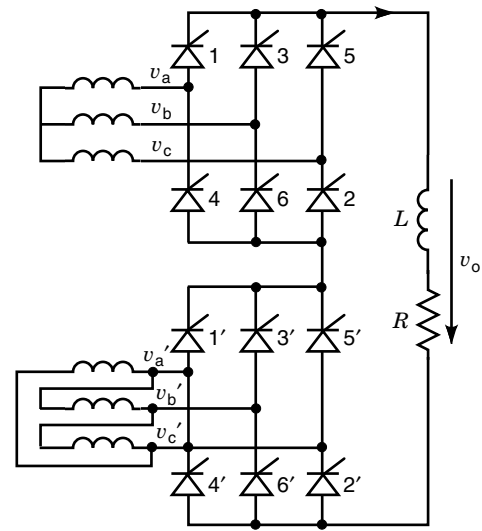 1 3 5
v_a
v_b
v_c
4 6 2
L
v_o
R
1′ 3′ 5′
v_a′
v_b′
v_c′
4′ 6′ 2′